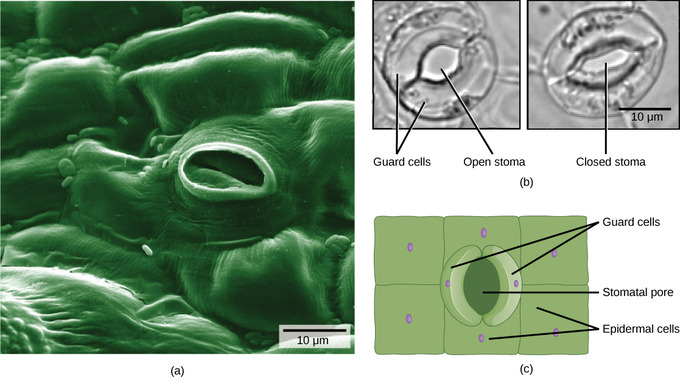 10 µm
(a)
Guard cells
Open stoma
Closed stoma
10 µm
(b)
Guard cells
Stomatal pore
Epidermal cells
(c)